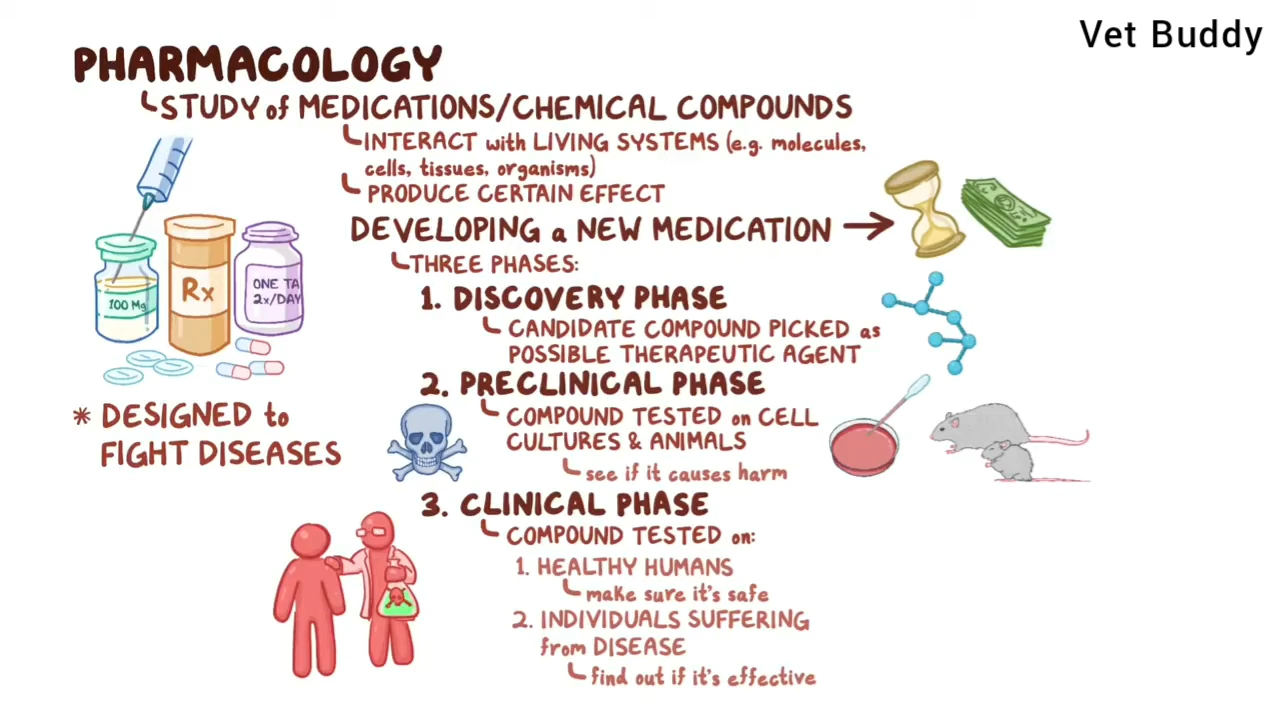 Vet Buddy
PHARMACOLOGY
STUDY of MEDICATIONS/CHEMICAL COMPOUNDS
INTERACT with LIVING SYSTEMS (e.g. molecules,
cells, tissues, organisms)
PRODUCE CERTAIN EFFECT
DEVELOPING a NEW MEDICATION →
THREE PHASES:
100 Mg
Rx
ONE TA
2x/DAY
1. DISCOVERY PHASE
CANDIDATE COMPOUND PICKED as
POSSIBLE THERAPEUTIC AGENT
2. PRECLINICAL PHASE
COMPOUND TESTED on CELL
CULTURES & ANIMALS
see if it causes harm
* DESIGNED to
FIGHT DISEASES
3. CLINICAL PHASE
COMPOUND TESTED on:
1. HEALTHY HUMANS
make sure it's safe
2. INDIVIDUALS SUFFERING
from DISEASE
find out if it's effective